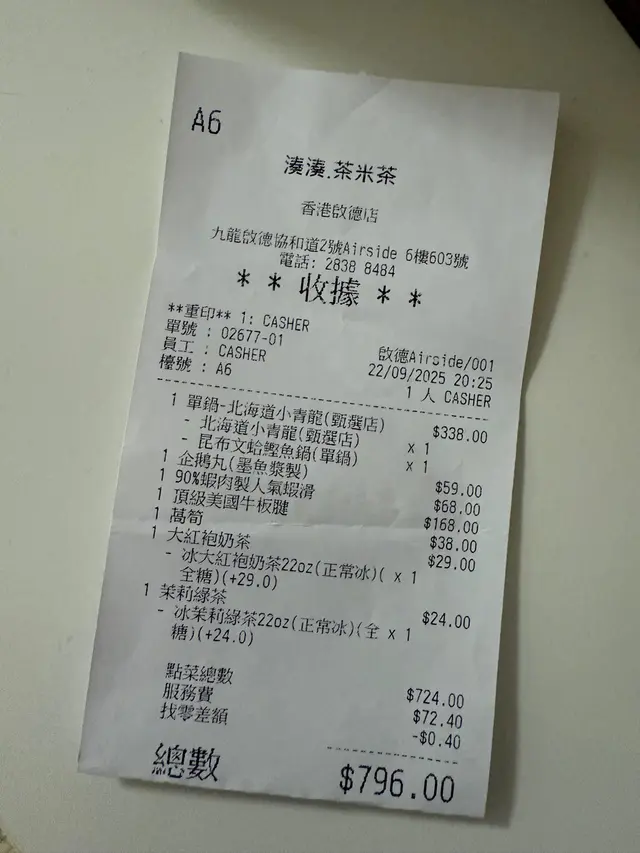 A6
湊湊.茶米茶
香港啟德店
九龍啟德協和道2號Airside 6樓603號
電話: 2838 8484
* * 收據 * *
**重印** 1: CASHER
單號 : 02677-01 啟德Airside/001
員工 : CASHER 22/09/2025 20:25
檯號 : A6 1 人 CASHER
1 單鍋-北海道小青龍(甄選店) $338.00
- 北海道小青龍(甄選店) x 1
- 昆布文蛤鰹魚鍋(單鍋) x 1
1 企鵝丸(墨魚漿製) $59.00
1 90%蝦肉製人氣蝦滑 $68.00
1 頂級美國牛板腱 $168.00
1 萵筍 $38.00
1 大紅袍奶茶 $29.00
- 冰大紅袍奶茶22oz(正常冰)( x 1
全糖)(+29.0)
1 茉莉綠茶 $24.00
- 冰茉莉綠茶22oz(正常冰)(全 x 1
糖)(+24.0)
點菜總數 $724.00
服務費 $72.40
找零差額 -$0.40
總數 $796.00